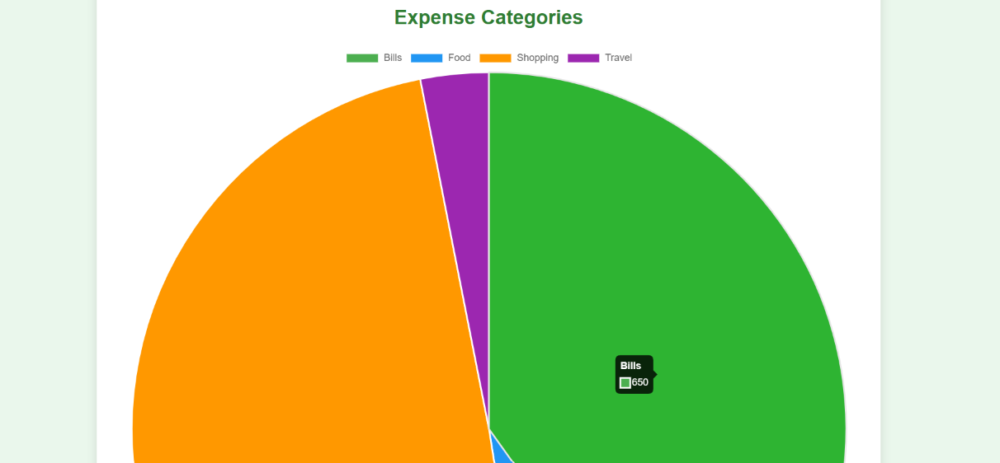 Expense Categories
Bills Food Shopping Travel
Bills
650